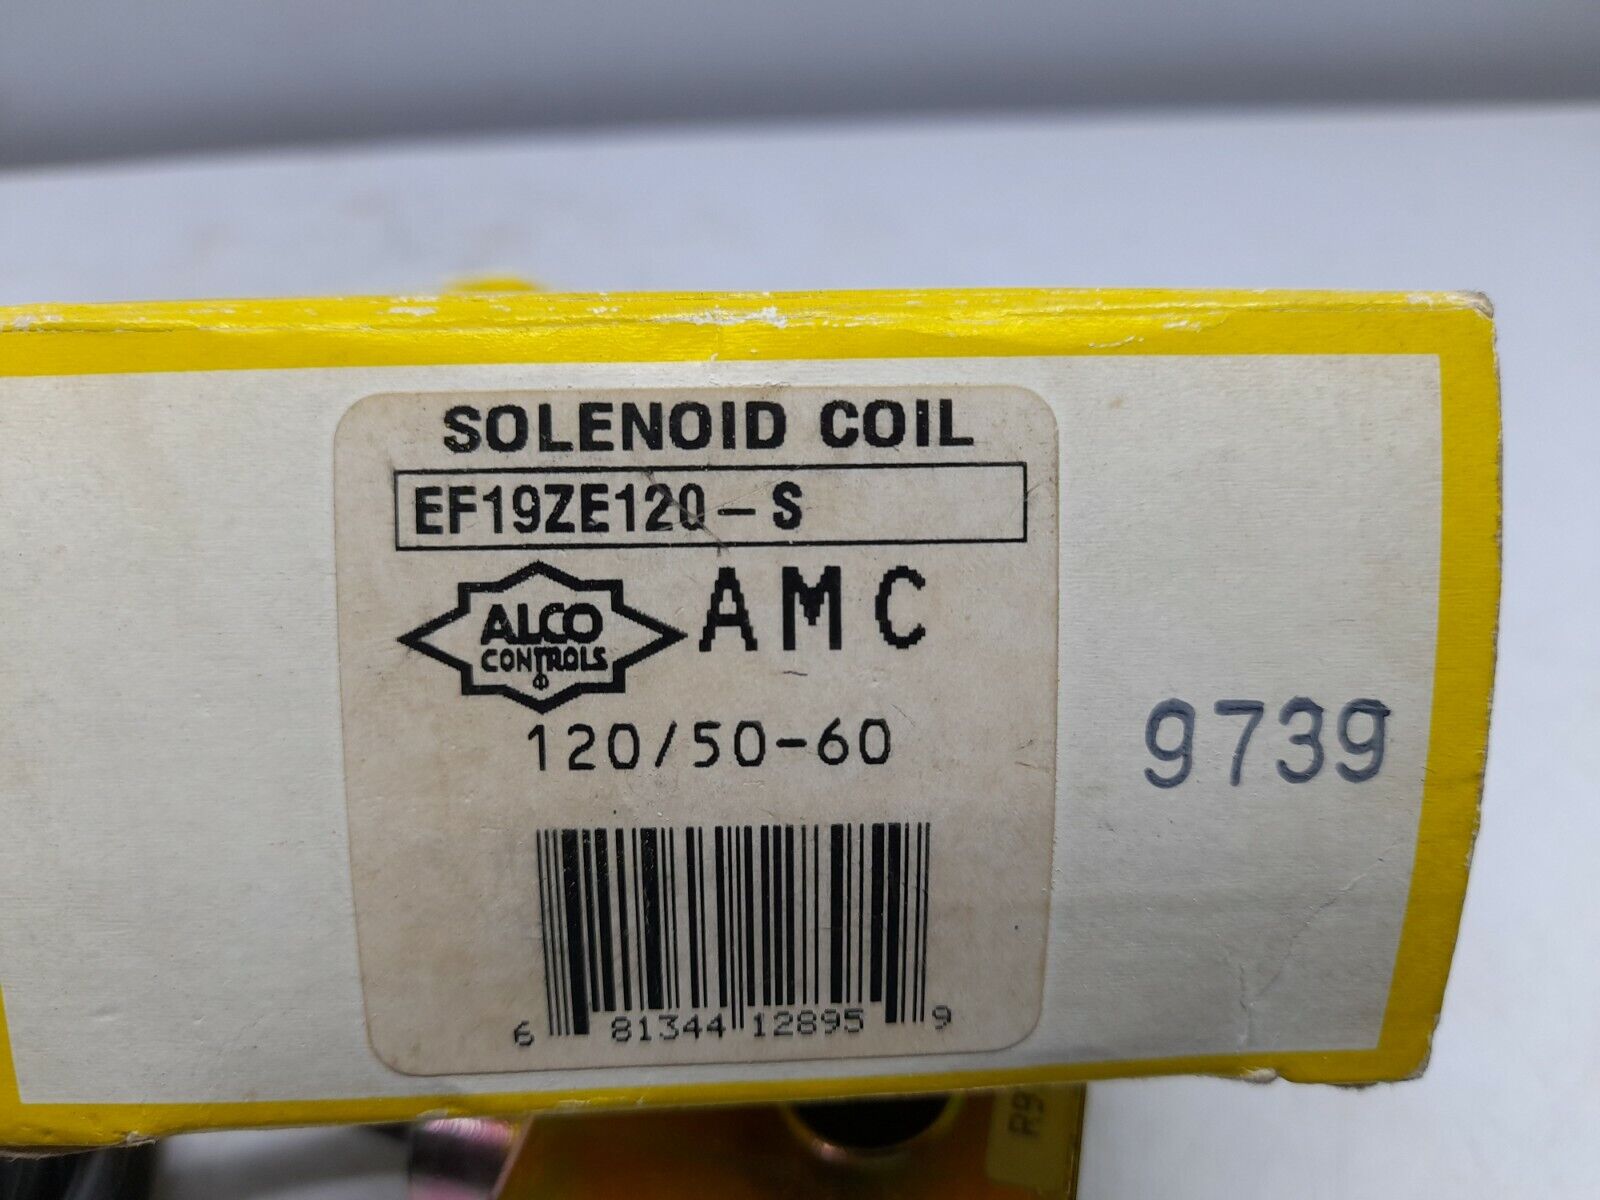 SOLENOID COIL
EF19ZE120-S
ALCO
CONTROLS
AMC
120/50-60
9739
6 81344 12895 9